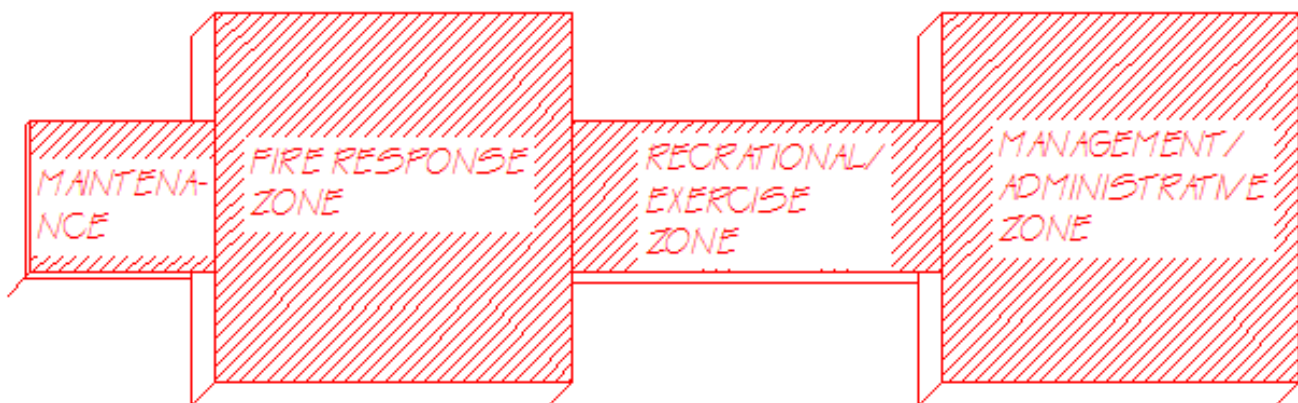 MAINTENA-
NCE
FIRE RESPONSE
ZONE
RECRATIONAL/
EXERCISE
ZONE
MANAGEMENT/
ADMINISTRATIVE
ZONE